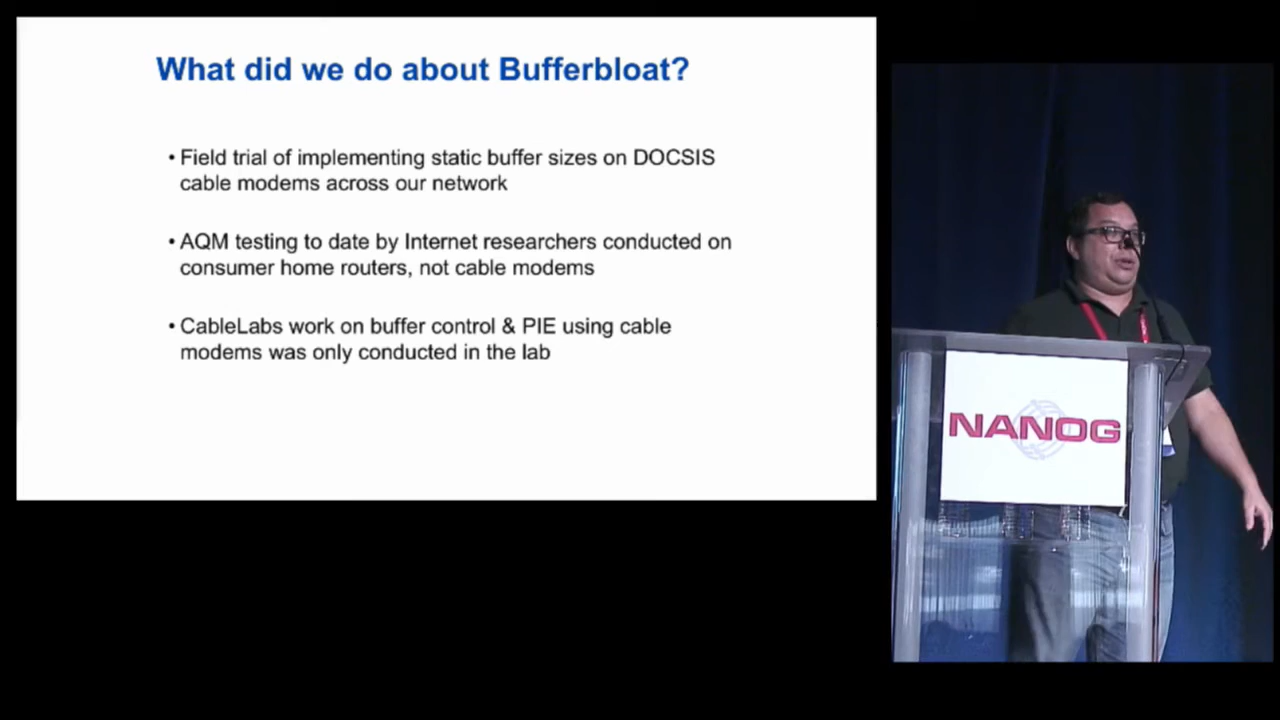 What did we do about Bufferbloat?
• Field trial of implementing static buffer sizes on DOCSIS
cable modems across our network
• AQM testing to date by Internet researchers conducted on
consumer home routers, not cable modems
• CableLabs work on buffer control & PIE using cable
modems was only conducted in the lab
NANOG